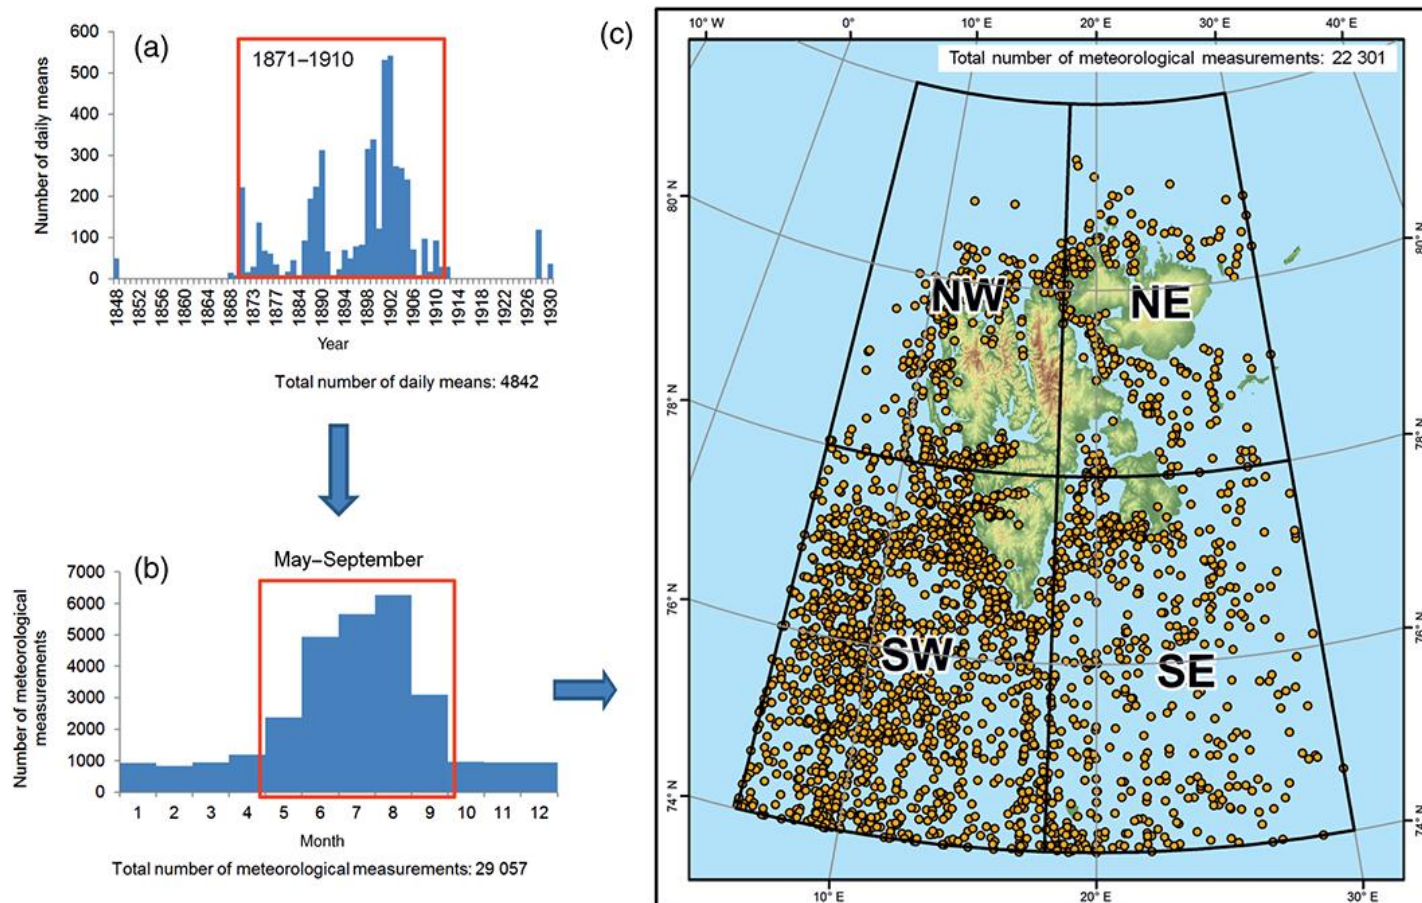 (a)
1871–1910
Number of daily means
600
500
400
300
200
100
0
1848
1852
1856
1860
1864
1868
1873
1877
1886
1890
1894
1898
1902
1906
1910
1914
1918
1922
1926
1930
Year
Total number of daily means: 4842
(b)
May–September
Number of meteorological
measurements
7000
6000
5000
4000
3000
2000
1000
0
1 2 3 4 5 6 7 8 9 10 11 12
Month
Total number of meteorological measurements: 29 057
(c)
10° W 0° 10° E 20° E 30° E 40° E
Total number of meteorological measurements: 22 301
80° N
80° N
NW
NE
78° N
78° N
76° N
76° N
SW
SE
74° N
74° N
10° E 20° E 30° E